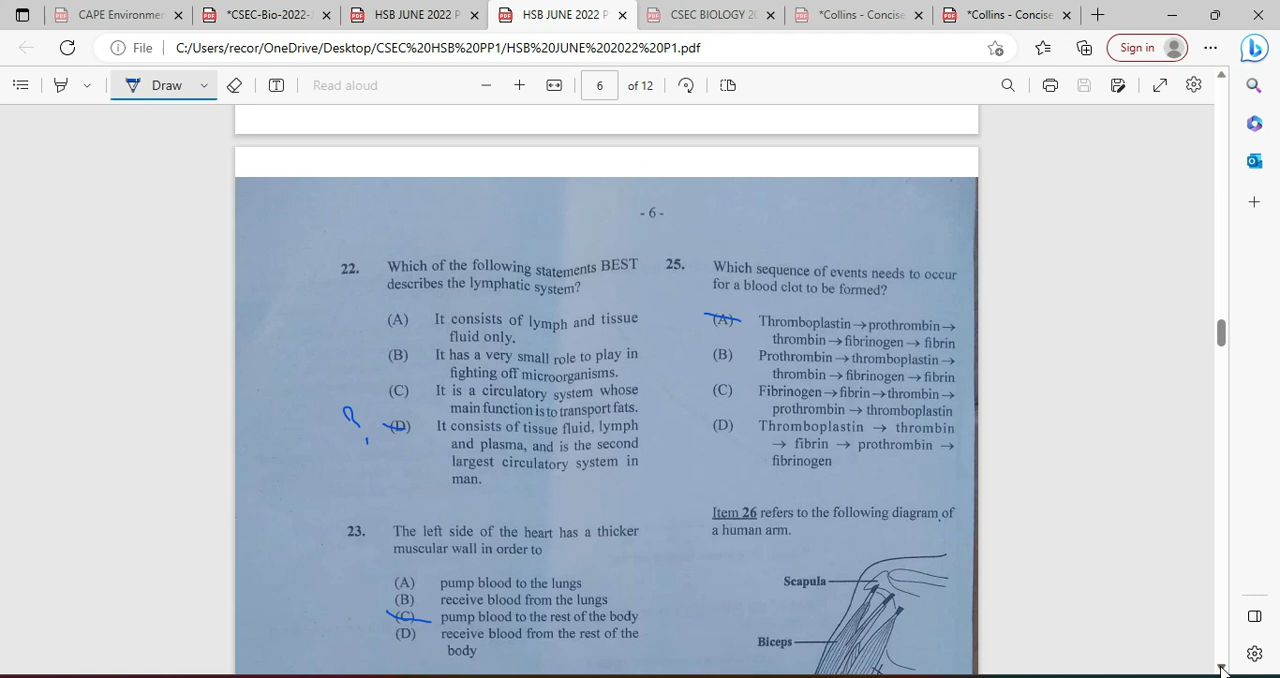 CAPE Environmen
*CSEC-Bio-2022-
HSB JUNE 2022 P
HSB JUNE 2022 P
CSEC BIOLOGY 20
*Collins - Concise
*Collins - Concise
File
C:/Users/recor/OneDrive/Desktop/CSEC%20HSB%20PP1/HSB%20JUNE%202022%20P1.pdf
Sign in
Draw
Read aloud
6
of 12
- 6 -
22. Which of the following statements BEST
describes the lymphatic system?
(A) It consists of lymph and tissue
fluid only.
(B) It has a very small role to play in
fighting off microorganisms.
(C) It is a circulatory system whose
main function is to transport fats.
(D) It consists of tissue fluid, lymph
and plasma, and is the second
largest circulatory system in
man.
23. The left side of the heart has a thicker
muscular wall in order to
(A) pump blood to the lungs
(B) receive blood from the lungs
(C) pump blood to the rest of the body
(D) receive blood from the rest of the
body
25. Which sequence of events needs to occur
for a blood clot to be formed?
(A) Thromboplastin → prothrombin →
thrombin → fibrinogen → fibrin
(B) Prothrombin → thromboplastin →
thrombin → fibrinogen → fibrin
(C) Fibrinogen → fibrin → thrombin →
prothrombin → thromboplastin
(D) Thromboplastin → thrombin
→ fibrin → prothrombin →
fibrinogen
Item 26 refers to the following diagram of
a human arm.
Scapula
Biceps